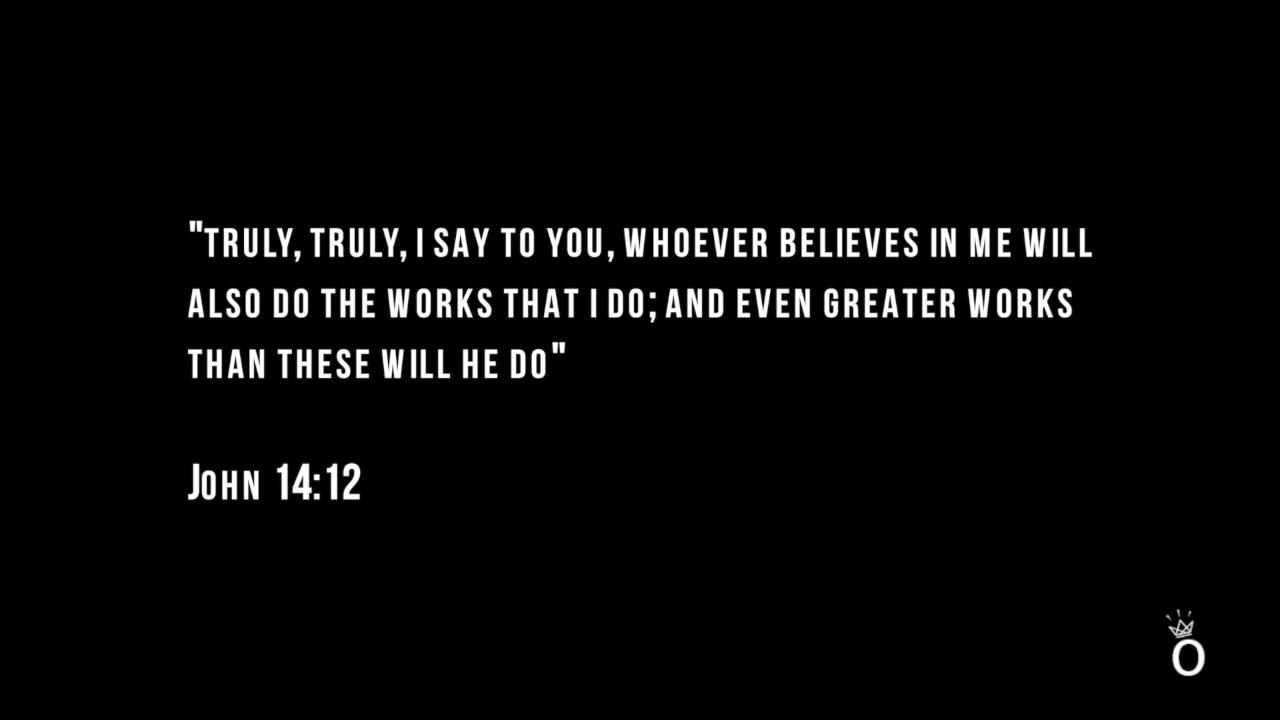 "TRULY, TRULY, I SAY TO YOU, WHOEVER BELIEVES IN ME WILL
ALSO DO THE WORKS THAT I DO; AND EVEN GREATER WORKS
THAN THESE WILL HE DO"
JOHN 14:12
O